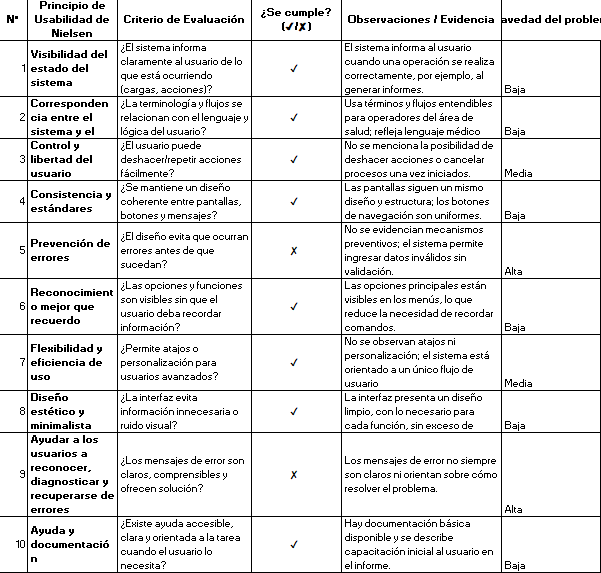 N° Principio de Usabilidad de Nielsen Criterio de Evaluación ¿Se cumple? (✓/✗) Observaciones / Evidencia avedad del problem
1 Visibilidad del estado del sistema ¿El sistema informa claramente al usuario de lo que está ocurriendo (cargas, acciones)? ✓ El sistema informa al usuario cuando una operación se realiza correctamente, por ejemplo, al generar informes. Baja
2 Corresponden cia entre el sistema y el ¿La terminología y flujos se relacionan con el lenguaje y lógica del usuario? ✓ Usa términos y flujos entendibles para operadores del área de salud; refleja lenguaje médico Baja
3 Control y libertad del usuario ¿El usuario puede deshacer/repetir acciones fácilmente? ✓ No se menciona la posibilidad de deshacer acciones o cancelar procesos una vez iniciados. Media
4 Consistencia y estándares ¿Se mantiene un diseño coherente entre pantallas, botones y mensajes? ✓ Las pantallas siguen un mismo diseño y estructura; los botones de navegación son uniformes. Baja
5 Prevención de errores ¿El diseño evita que ocurran errores antes de que sucedan? ✗ No se evidencian mecanismos preventivos; el sistema permite ingresar datos inválidos sin validación. Alta
6 Reconocimient o mejor que recuerdo ¿Las opciones y funciones son visibles sin que el usuario deba recordar información? ✓ Las opciones principales están visibles en los menús, lo que reduce la necesidad de recordar comandos. Baja
7 Flexibilidad y eficiencia de uso ¿Permite atajos o personalización para usuarios avanzados? ✓ No se observan atajos ni personalización; el sistema está orientado a un único flujo de usuario Media
8 Diseño estético y minimalista ¿La interfaz evita información innecesaria o ruido visual? ✓ La interfaz presenta un diseño limpio, con lo necesario para cada función, sin exceso de Baja
9 Ayudar a los usuarios a reconocer, diagnosticar y recuperarse de errores ¿Los mensajes de error son claros, comprensibles y ofrecen solución? ✗ Los mensajes de error no siempre son claros ni orientan sobre cómo resolver el problema. Alta
10 Ayuda y documentació n ¿Existe ayuda accesible, clara y orientada a la tarea cuando el usuario lo necesita? ✓ Hay documentación básica disponible y se describe capacitación inicial al usuario en el informe. Baja